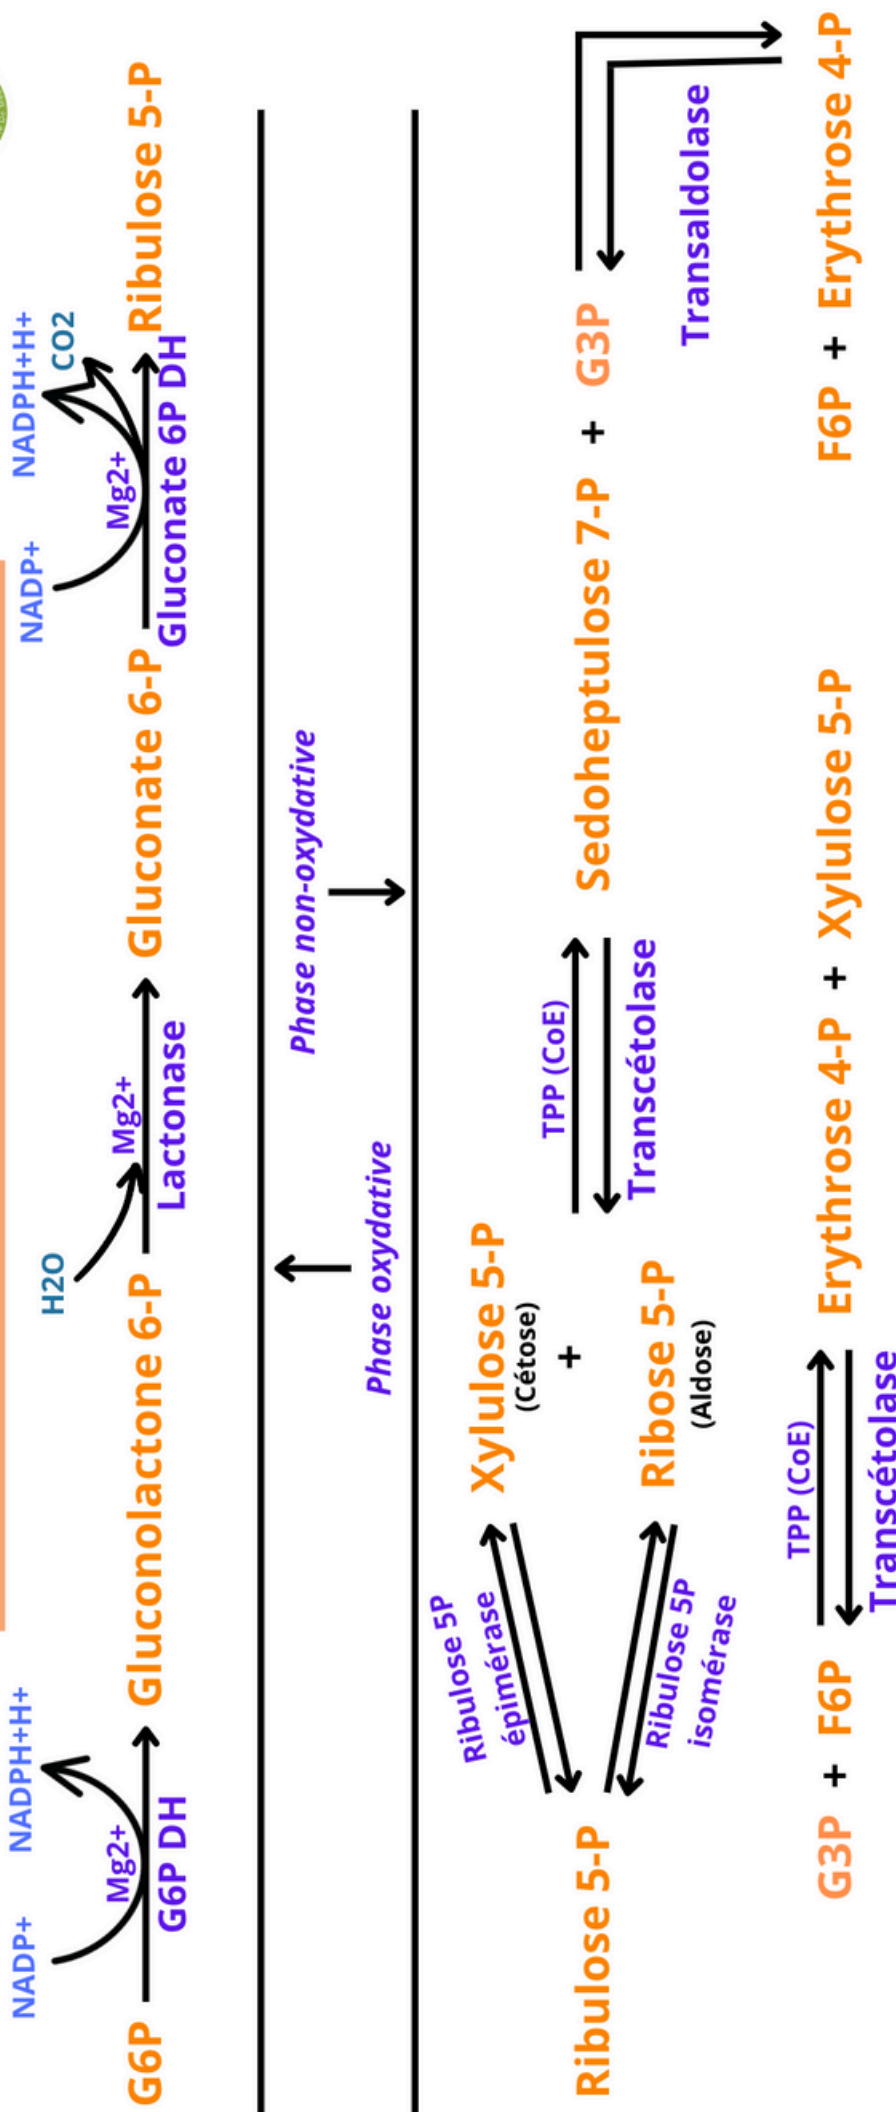 NADP+ NADPH+H+ H2O NADP+ NADPH+H+
CO2
Mg2+ Mg2+ Mg2+
G6P Gluconolactone 6-P Gluconate 6-P Ribulose 5-P
G6P DH Lactonase Gluconate 6P DH
Phase non-oxydative
Phase oxydative
Ribulose 5P
épimérase
Xylulose 5-P
(Cétose)
+
TPP (CoE)
Ribulose 5-P Sedoheptulose 7-P + G3P
Transcétolase
Ribose 5-P
(Aldose)
Ribulose 5P
isomérase
Transaldolase
TPP (CoE)
G3P + F6P Erythrose 4-P + Xylulose 5-P F6P + Erythrose 4-P
Transcétolase